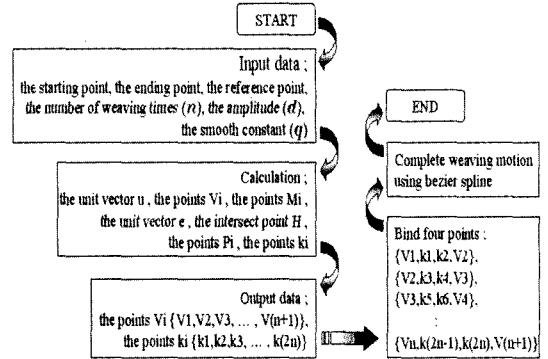 START
Input data ;
the starting point, the ending point, the reference point,
the number of weaving times (n), the amplitude (d),
the smooth constant (q)
Calculation ;
the unit vector u , the points Vi , the points Mi ,
the unit vector e , the intersect point H ,
the points Pi , the points ki
Output data ;
the points Vi {V1,V2,V3, ... , V(n+1)},
the points ki {k1,k2,k3, ... , k(2n)}
Bind four points ;
{V1,k1,k2,V2},
{V2,k3,k4,V3},
{V3,k5,k6,V4},
:
{Vn,k(2n-1),k(2n),V(n+1)}
Complete weaving motion
using bezier spline
END